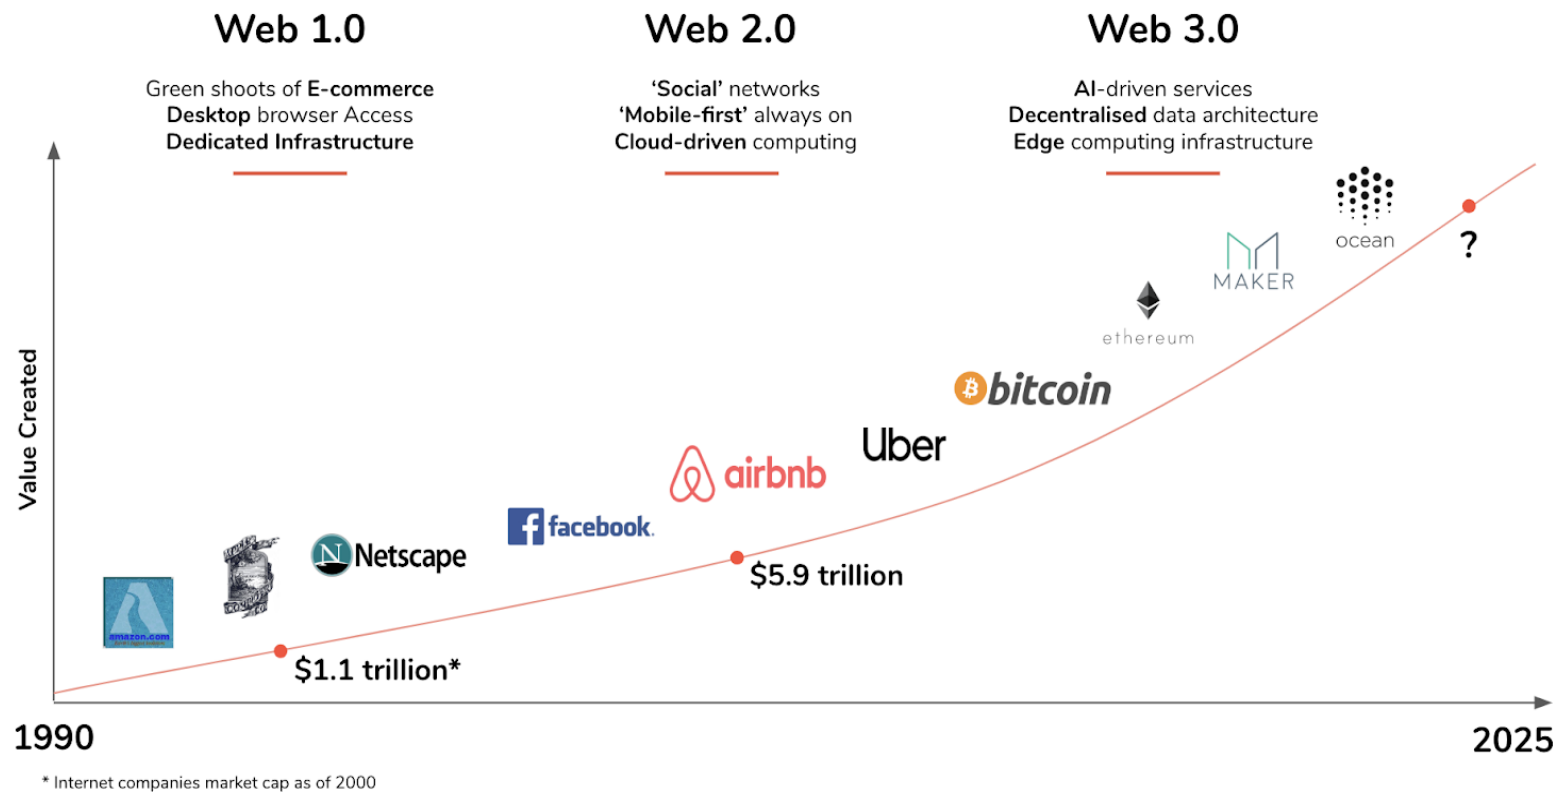 Web 1.0
Green shoots of E-commerce
Desktop browser Access
Dedicated Infrastructure
Web 2.0
‘Social’ networks
‘Mobile-first’ always on
Cloud-driven computing
Web 3.0
AI-driven services
Decentralised data architecture
Edge computing infrastructure
Value Created
amazon.com
N Netscape
facebook.
airbnb
Uber
bitcoin
ethereum
MAKER
ocean
$1.1 trillion*
$5.9 trillion
?
1990
2025
* Internet companies market cap as of 2000